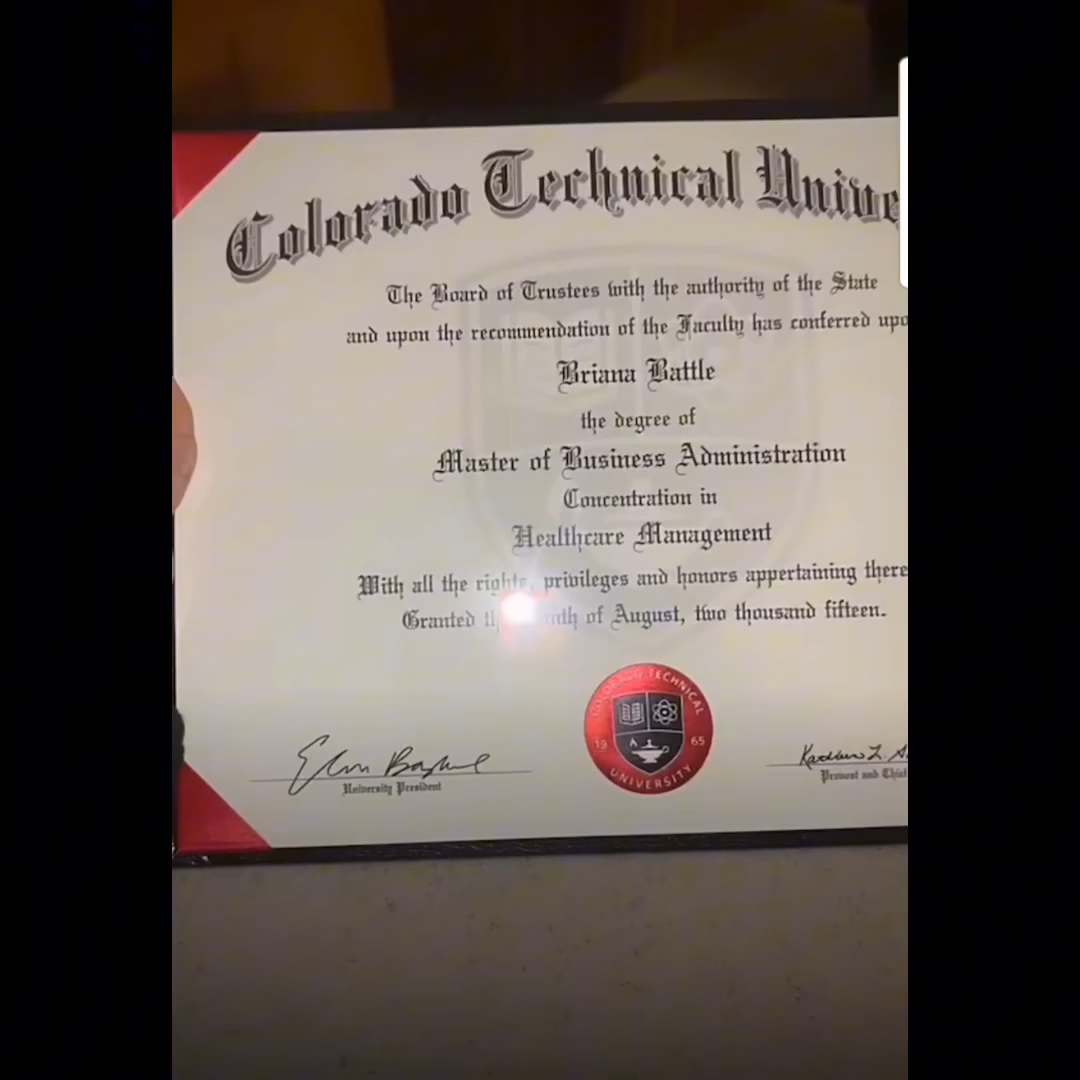 Colorado Technical Unive
The Board of Trustees with the authority of the State
and upon the recommendation of the Faculty has conferred upo
Briana Battle
the degree of
Master of Business Administration
Concentration in
Healthcare Management
With all the rights, privileges and honors appertaining there
Granted of August, two thousand fifteen.
COLORADO TECHNICAL
19 65
UNIVERSITY
University President
Provost and Chief